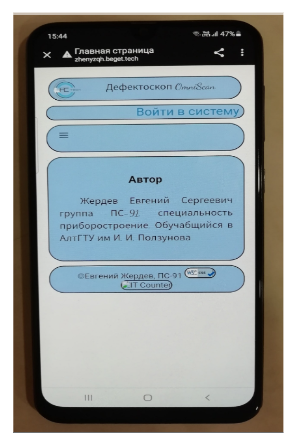 15:44
47%
Главная страница
zhenyzqh.beget.tech
Дефектоскоп OmniScan
Войти в систему
Автор
Жердев Евгений Сергеевич
группа ПС-91 специальность
приборостроение Обучабщийся в
АлтГТУ им И. И. Ползунова
©Евгений Жердев, ПС-91
IT Counter